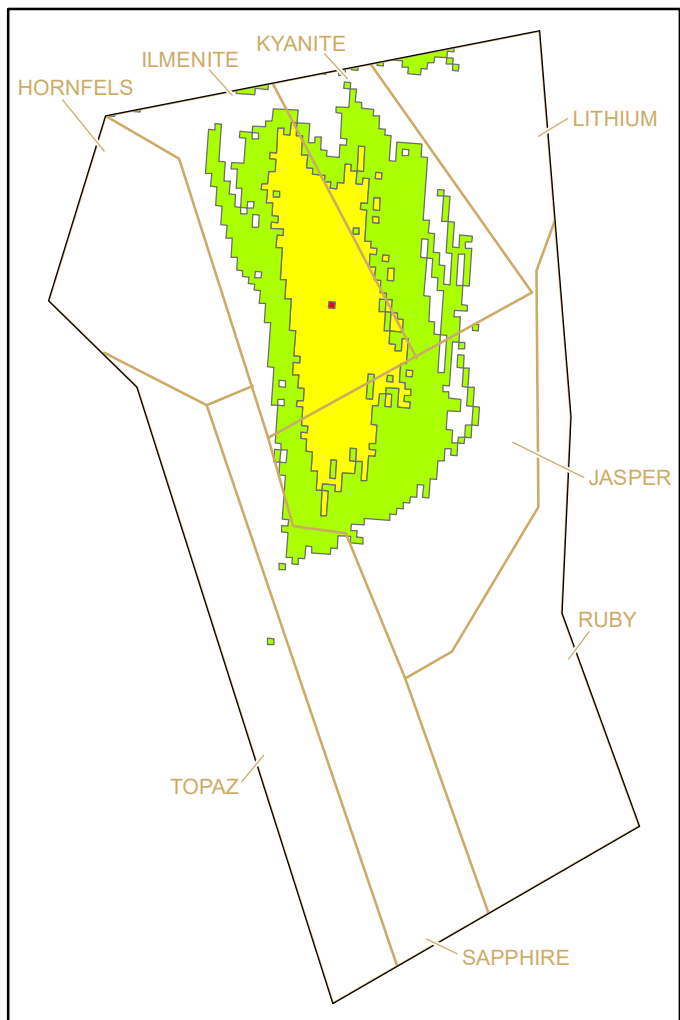 KYANITE
ILMENITE
HORNFELS
LITHIUM
JASPER
RUBY
TOPAZ
SAPPHIRE